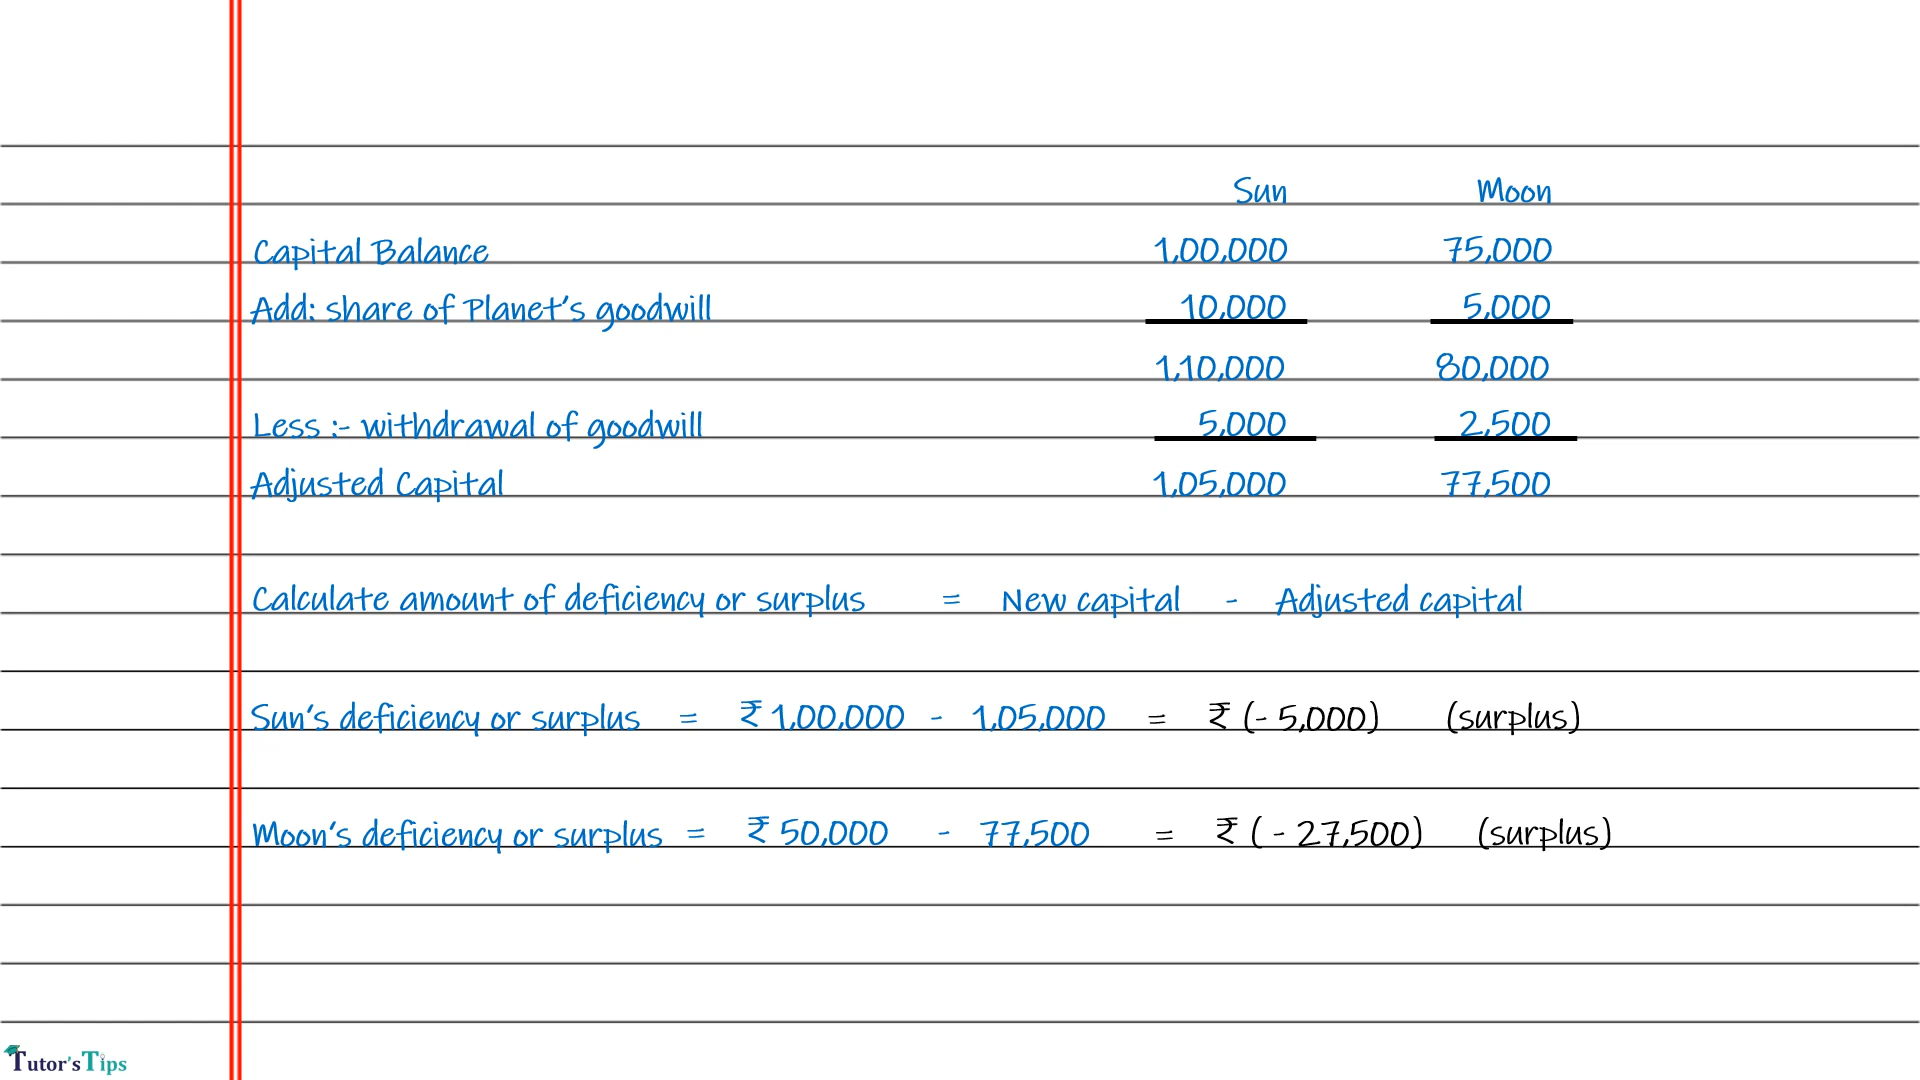 Sun Moon
Capital Balance 1,00,000 75,000
Add: share of Planet's goodwill 10,000 5,000
1,10,000 80,000
Less :- withdrawal of goodwill 5,000 2,500
Adjusted Capital 1,05,000 77,500
Calculate amount of deficiency or surplus = New capital - Adjusted capital
Sun's deficiency or surplus = ₹ 1,00,000 - 1,05,000 = ₹ (- 5,000) (surplus)
Moon's deficiency or surplus = ₹ 50,000 - 77,500 = ₹ ( - 27,500) (surplus)
Tutor'sTips